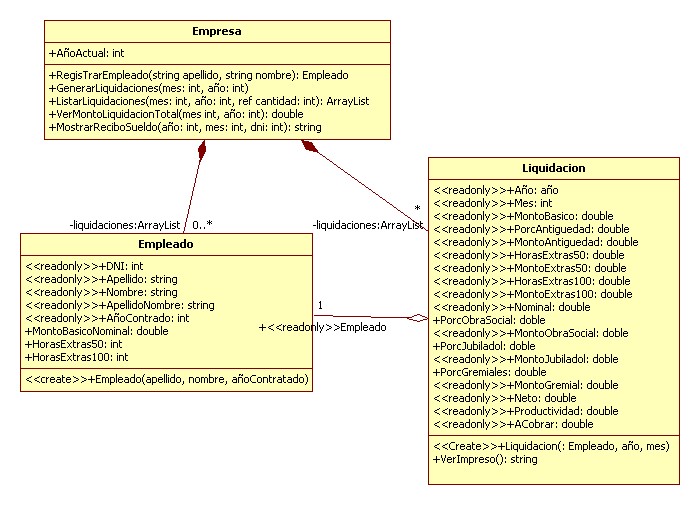 Empresa
+AñoActual: int
+RegisTrarEmpleado(string apellido, string nombre): Empleado
+GenerarLiquidaciones(mes: int, año: int)
+ListarLiquidaciones(mes: int, año: int, ref cantidad: int): ArrayList
+VerMontoLiquidacionTotal(mes int, año: int): double
+MostrarReciboSueldo(año: int, mes: int, dni: int): string
-liquidaciones:ArrayList
0..*
*
-liquidaciones:ArrayList
Empleado
<<readonly>>+DNI: int
<<readonly>>+Apellido: string
<<readonly>>+Nombre: string
<<readonly>>+ApellidoNombre: string
<<readonly>>+AñoContrado: int
+MontoBasicoNominal: double
+HorasExtras50: int
+HorasExtras100: int
<<create>>+Empleado(apellido, nombre, añoContratado)
1
+<<readonly>>Empleado
Liquidacion
<<readonly>>+Año: año
<<readonly>>+Mes: int
<<readonly>>+MontoBasico: double
<<readonly>>+PorcAntiguedad: double
<<readonly>>+MontoAntiguedad: double
<<readonly>>+HorasExtras50: double
<<readonly>>+MontoExtras50: double
<<readonly>>+HorasExtras100: double
<<readonly>>+MontoExtras100: double
<<readonly>>+Nominal: double
+PorcObraSocial: doble
<<readonly>>+MontoObraSocial: doble
+PorcJubiladol: doble
<<readonly>>+MontoJubiladol: doble
+PorcGremiales: double
<<readonly>>+MontoGremial: double
<<readonly>>+Neto: double
<<readonly>>+Productividad: double
<<readonly>>+ACobrar: double
<<Create>>+Liquidacion(: Empleado, año, mes)
+VerImpreso(): string